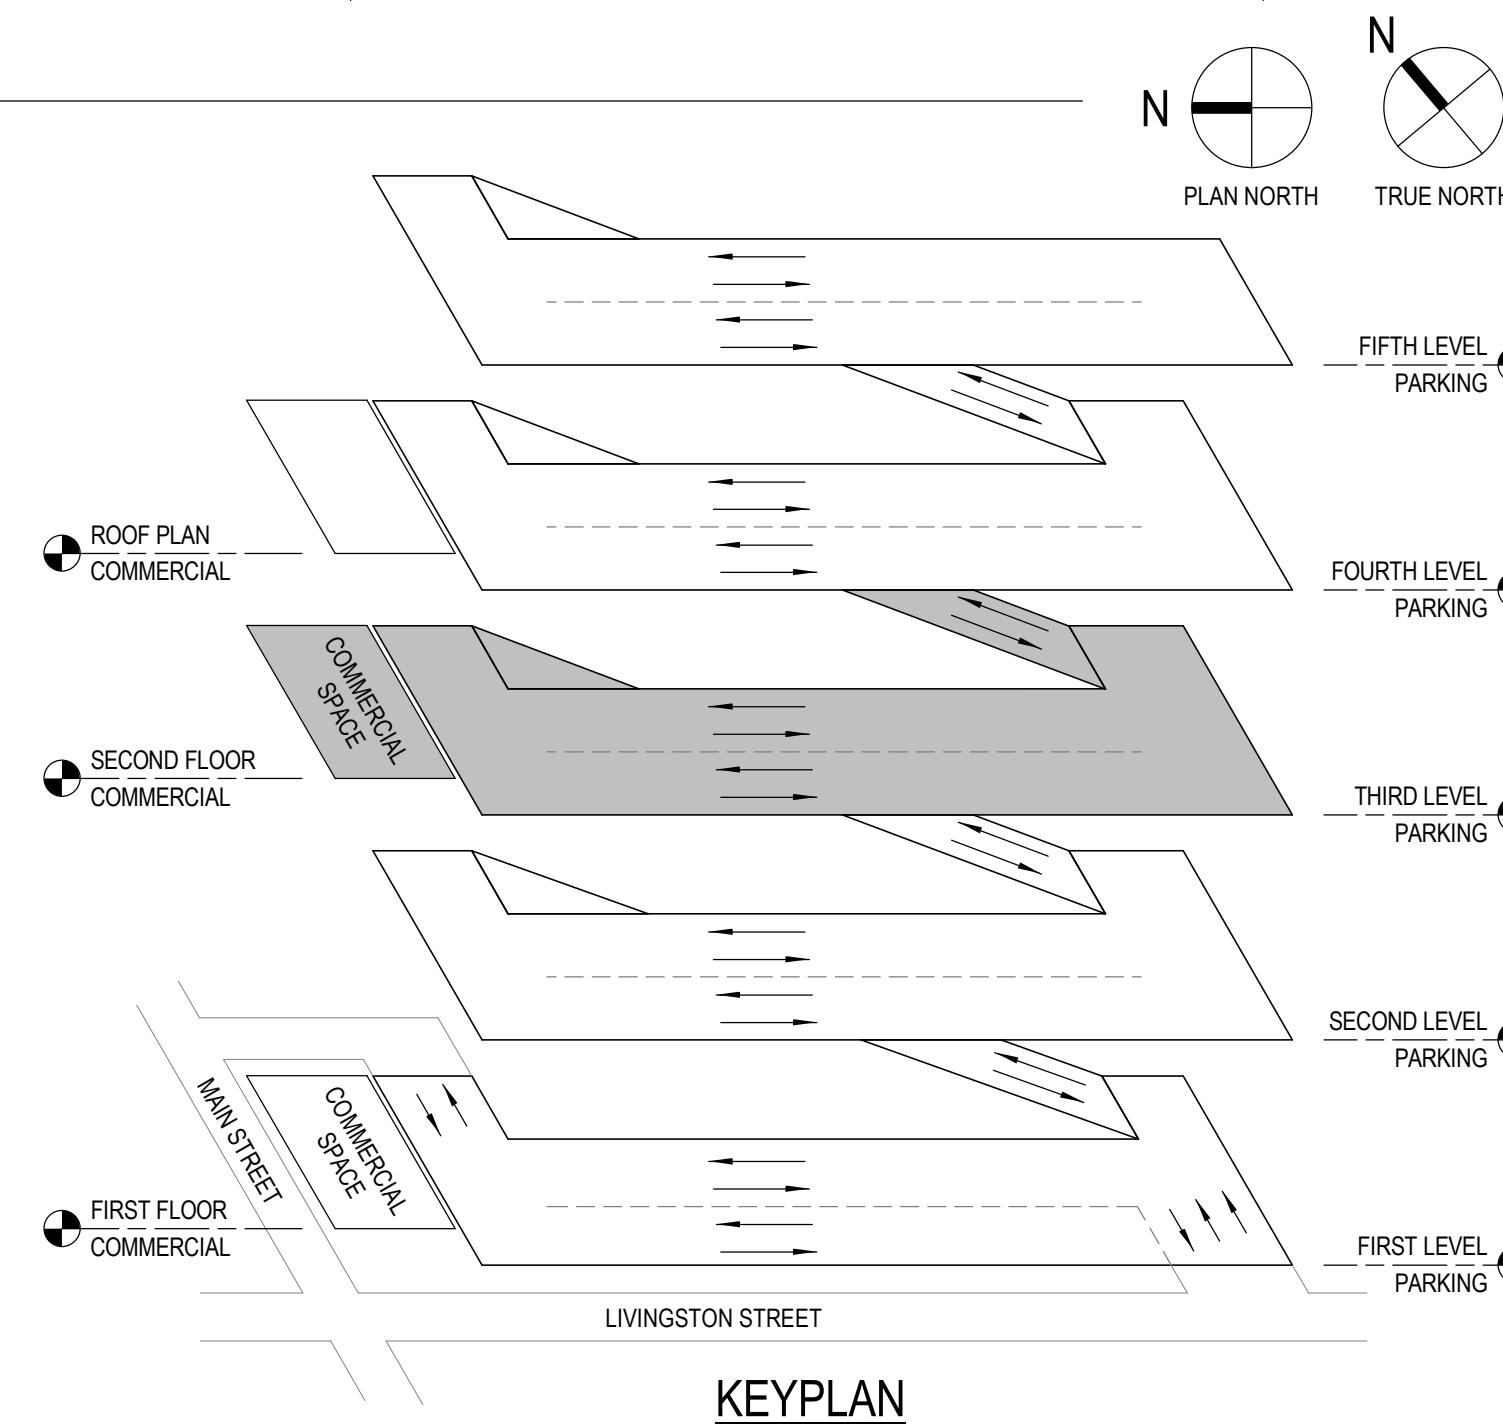 N
N
PLAN NORTH
TRUE NORTH
FIFTH LEVEL
PARKING
ROOF PLAN
COMMERCIAL
FOURTH LEVEL
PARKING
COMMERCIAL
SPACE
SECOND FLOOR
COMMERCIAL
THIRD LEVEL
PARKING
SECOND LEVEL
PARKING
MAIN STREET
COMMERCIAL
SPACE
FIRST FLOOR
COMMERCIAL
FIRST LEVEL
PARKING
LIVINGSTON STREET
KEYPLAN